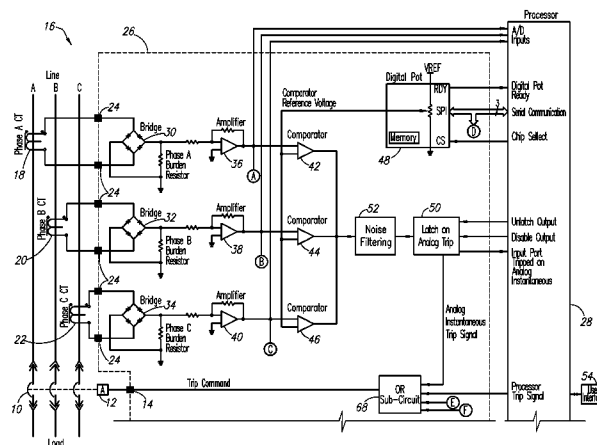 16
26
Processor
A/D
Inputs
Line
A B C
24
Bridge
30
Amplifier
36
Phase A
Burden
Resistor
Phase A CT
18
24
A
Comparator
Reference Voltage
Comparator
42
Digital Pot
VREF
RDY
SPI
CS
Memory
48
Digital Pot
Ready
3
Serial Communication
D
Chip Select
24
Bridge
32
Amplifier
38
Phase B
Burden
Resistor
Phase B CT
20
24
B
Comparator
44
52
Noise
Filtering
50
Latch on
Analog Trip
Unlatch Output
Disable Output
Input Port
Tripped on
Analog
Instantaneous
Phase C CT
22
24
Bridge
34
Amplifier
40
Phase C
Burden
Resistor
24
C
Comparator
46
Analog
Instantaneous
Trip Signal
28
10
A
12
14
Trip Command
OR
Sub-Circuit
68
Processor
Trip Signal
E
F
54
Load